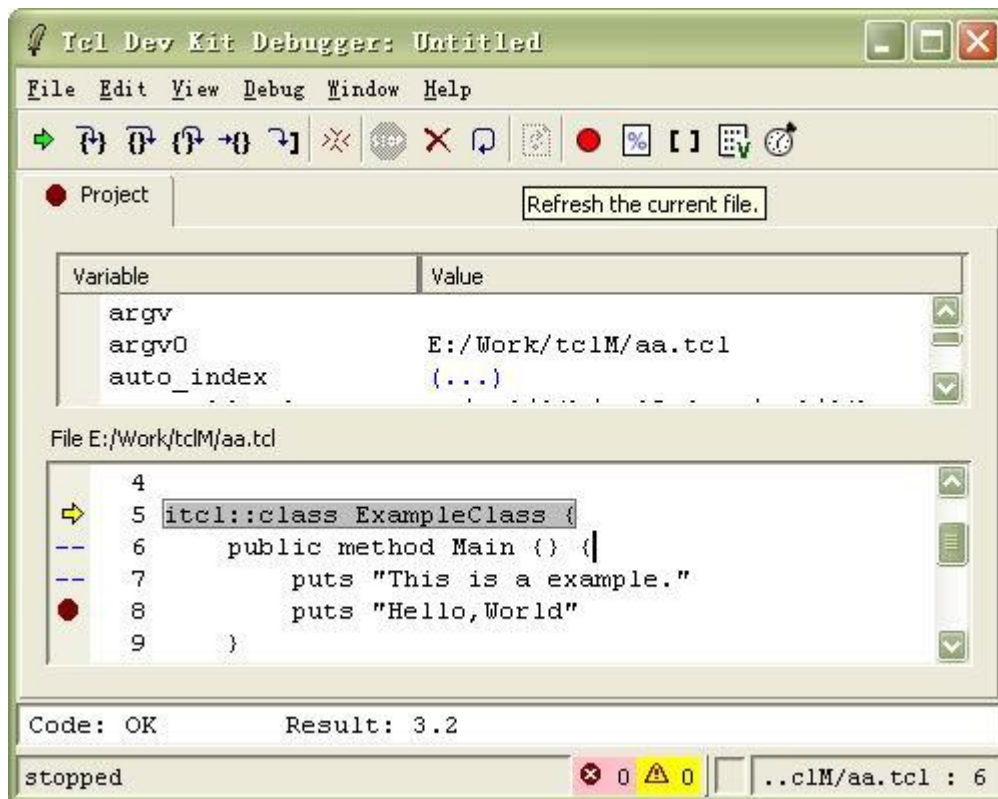 Tcl Dev Kit Debugger: Untitled
File Edit View Debug Window Help
Project
Refresh the current file.
Variable Value
argv
argv0 E:/Work/tclM/aa.tcl
auto_index (...)
File E:/Work/tclM/aa.tcl
4
5 itcl::class ExampleClass {
-- 6 public method Main {} {
-- 7 puts "This is a example."
8 puts "Hello,World"
9 }
Code: OK Result: 3.2
stopped 0 0 ..clM/aa.tcl : 6